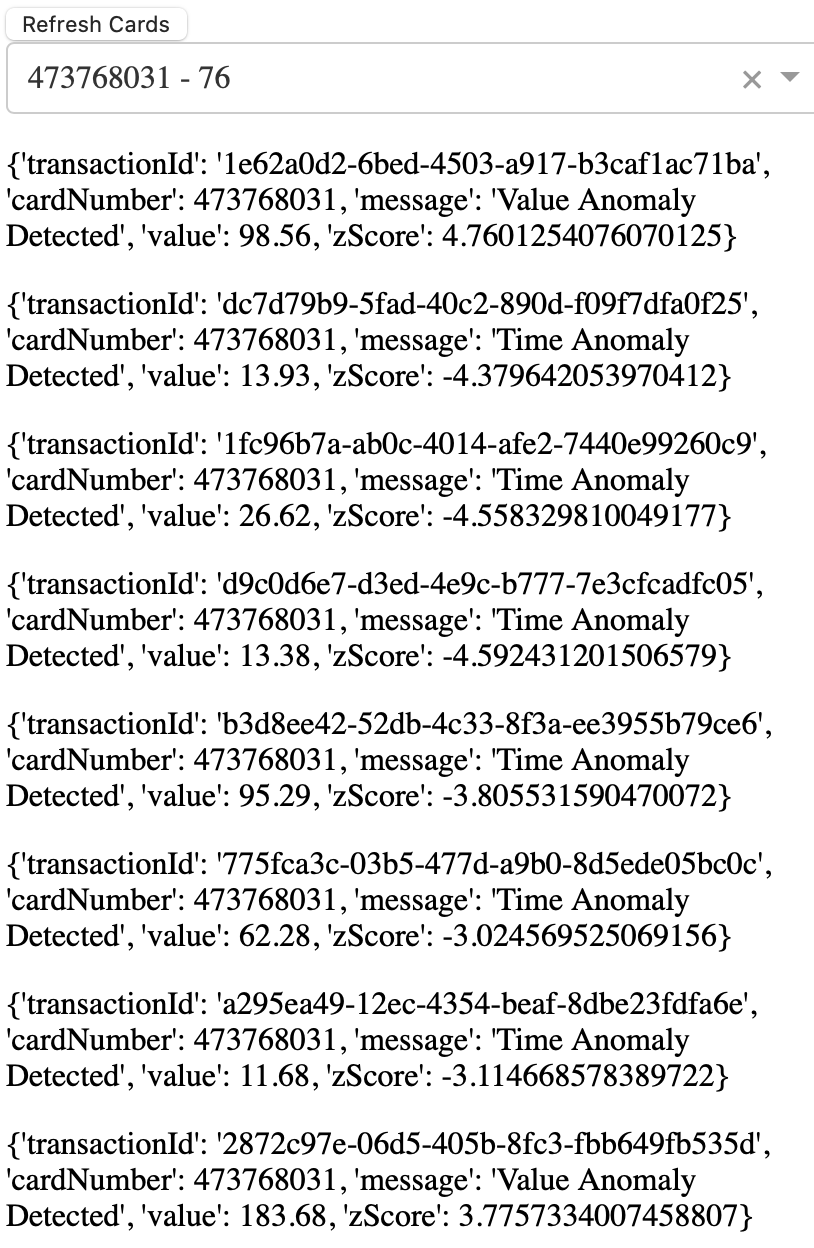 Refresh Cards
473768031 - 76
{'transactionId': '1e62a0d2-6bed-4503-a917-b3caf1ac71ba',
'cardNumber': 473768031, 'message': 'Value Anomaly
Detected', 'value': 98.56, 'zScore': 4.7601254076070125}
{'transactionId': 'dc7d79b9-5fad-40c2-890d-f09f7dfa0f25',
'cardNumber': 473768031, 'message': 'Time Anomaly
Detected', 'value': 13.93, 'zScore': -4.379642053970412}
{'transactionId': '1fc96b7a-ab0c-4014-afe2-7440e99260c9',
'cardNumber': 473768031, 'message': 'Time Anomaly
Detected', 'value': 26.62, 'zScore': -4.558329810049177}
{'transactionId': 'd9c0d6e7-d3ed-4e9c-b777-7e3cfcadfc05',
'cardNumber': 473768031, 'message': 'Time Anomaly
Detected', 'value': 13.38, 'zScore': -4.592431201506579}
{'transactionId': 'b3d8ee42-52db-4c33-8f3a-ee3955b79ce6',
'cardNumber': 473768031, 'message': 'Time Anomaly
Detected', 'value': 95.29, 'zScore': -3.805531590470072}
{'transactionId': '775fca3c-03b5-477d-a9b0-8d5ede05bc0c',
'cardNumber': 473768031, 'message': 'Time Anomaly
Detected', 'value': 62.28, 'zScore': -3.024569525069156}
{'transactionId': 'a295ea49-12ec-4354-beaf-8dbe23fdfa6e',
'cardNumber': 473768031, 'message': 'Time Anomaly
Detected', 'value': 11.68, 'zScore': -3.114668578389722}
{'transactionId': '2872c97e-06d5-405b-8fc3-fbb649fb535d',
'cardNumber': 473768031, 'message': 'Value Anomaly
Detected', 'value': 183.68, 'zScore': 3.7757334007458807}